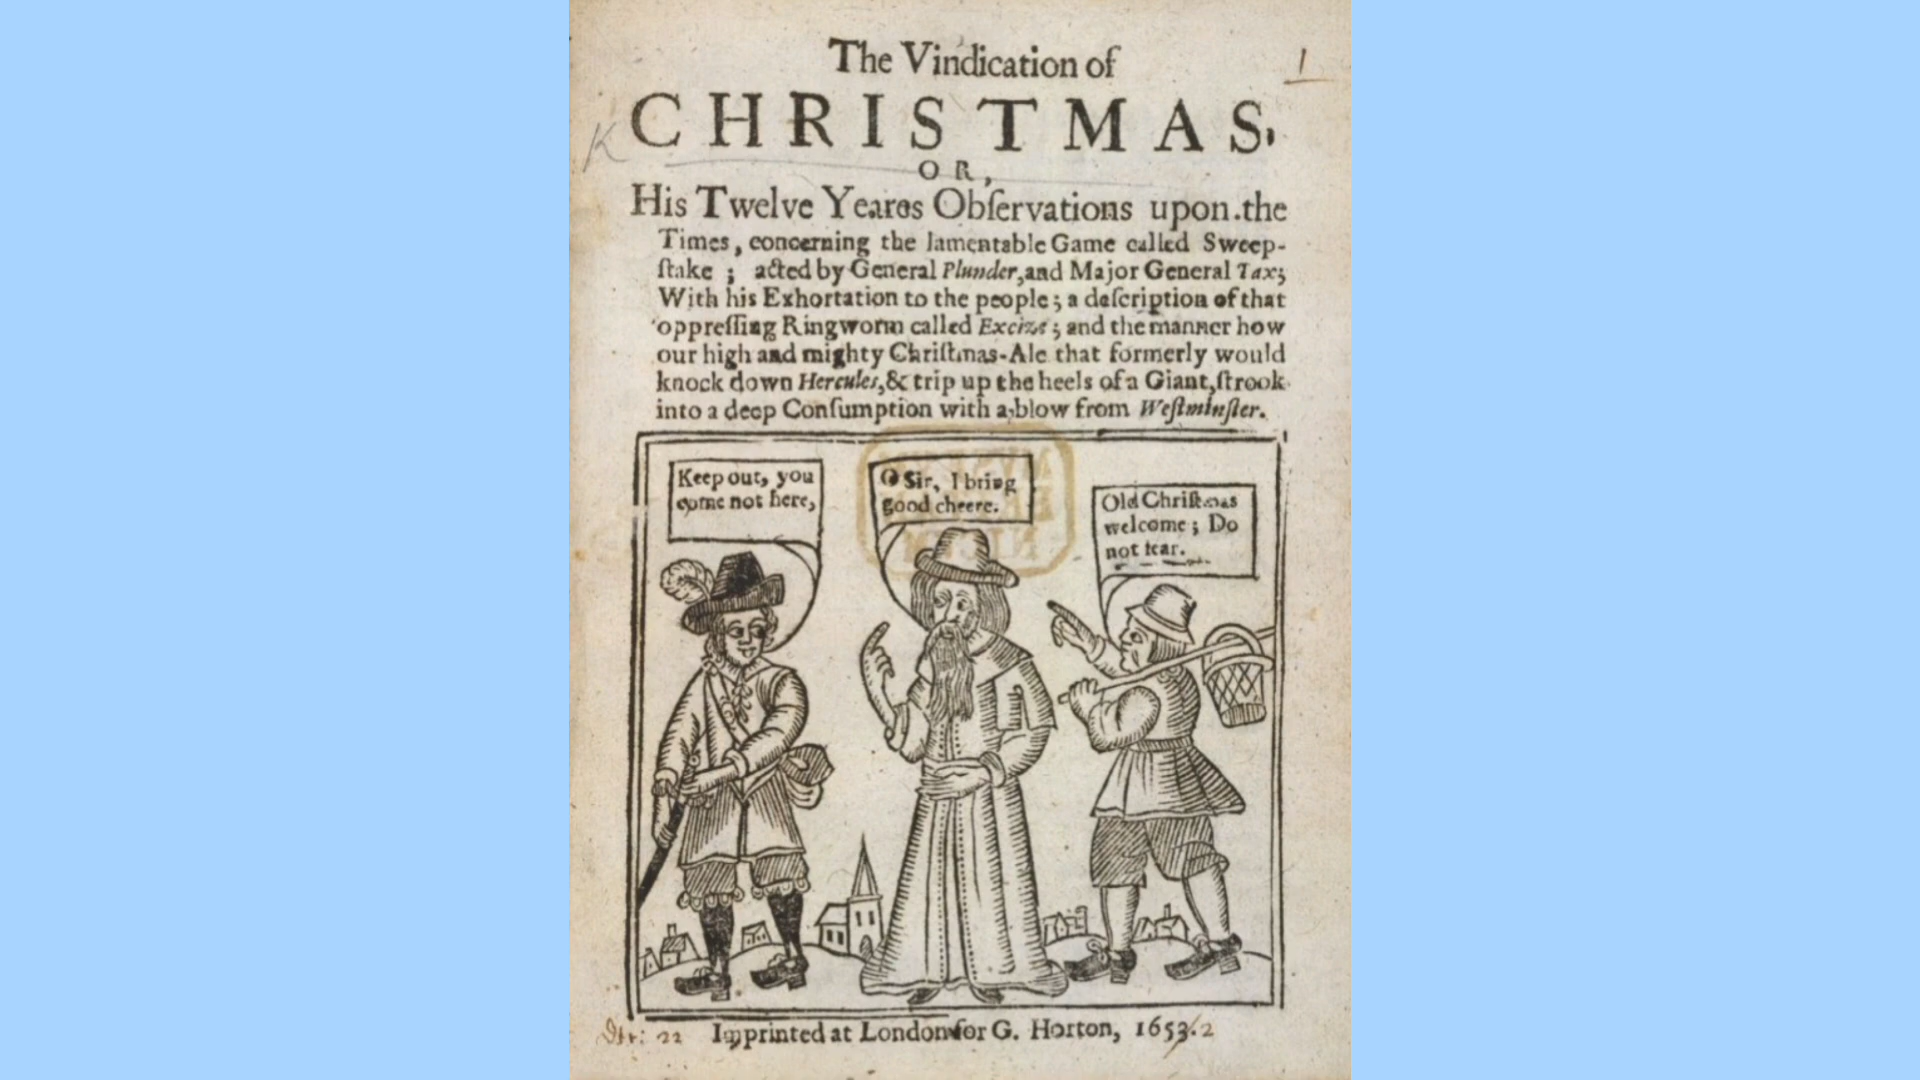 The Vindication of
1
CHRISTMAS,
K
OR,
His Twelve Yeares Obſervations upon the
Times, concerning the lamentable Game called Sweep-
ſtake; acted by General Plunder, and Major General Tax;
With his Exhortation to the people; a deſcription of that
oppreſſing Ringworm called Excize; and the manner how
our high and mighty Chriſtmas-Ale that formerly would
knock down Hercules, & trip up the heels of a Giant, ſtrook
into a deep Conſumption with a blow from Weſtminſter.
Keep out, you
come not here,
O Sir, I bring
good cheere.
Old Chriſtmas
welcome; Do
not fear.
Imprinted at London for G. Horton, 1653.2
22